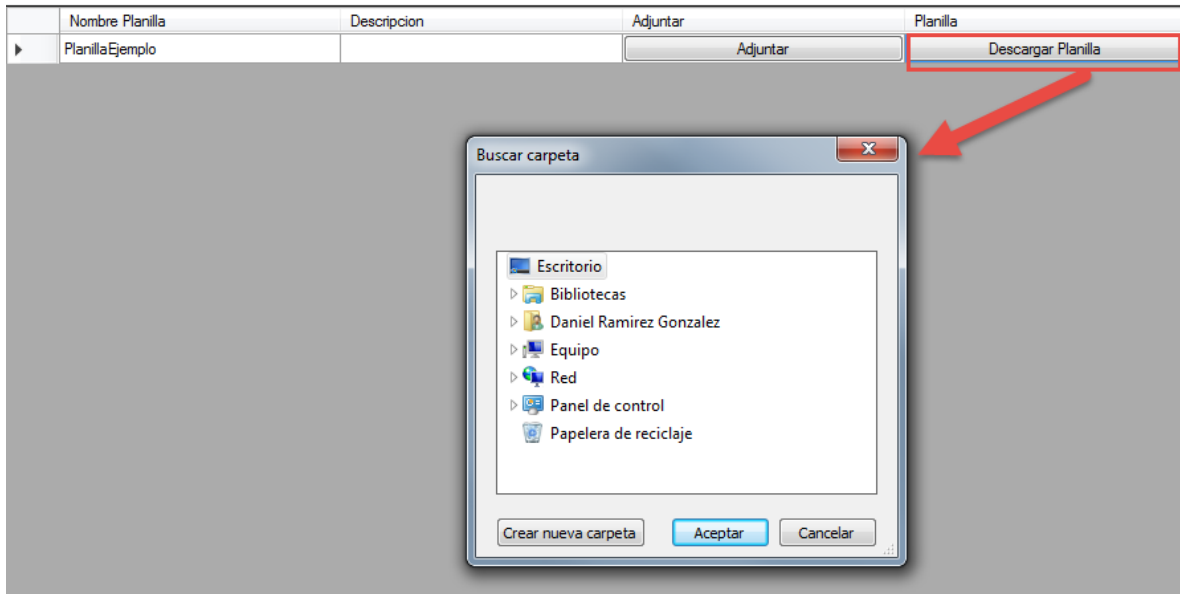 Nombre Planilla Descripcion Adjuntar Planilla
PlanillaEjemplo Adjuntar Descargar Planilla
Buscar carpeta
Escritorio
Bibliotecas
Daniel Ramirez Gonzalez
Equipo
Red
Panel de control
Papelera de reciclaje
Crear nueva carpeta Aceptar Cancelar